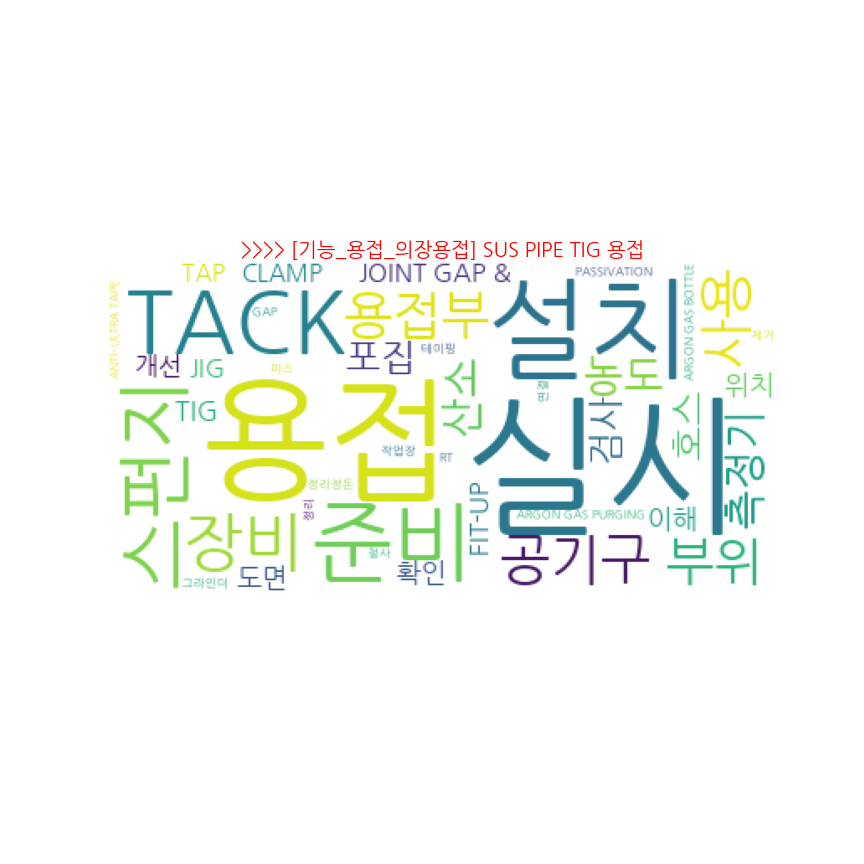 >>>> [기능_용접_의장용접] SUS PIPE TIG 용접
TAP
CLAMP
JOINT GAP &
PASSIVATION
ANTI-ULTRA TAPE
TACK
GAP
용접부
설치
ARGON GAS BOTTLE
사용
제거
개선
JIG
포집
테이핑
피스
산소
농도
연결
위치
스펀지
TIG
용접
실시
검사
호스
측정기
작업장
RT
정리정돈
정리
준비
장비
FIT-UP
ARGON GAS PURGING
이해
공기구
부위
철사
그라인더
도면
확인